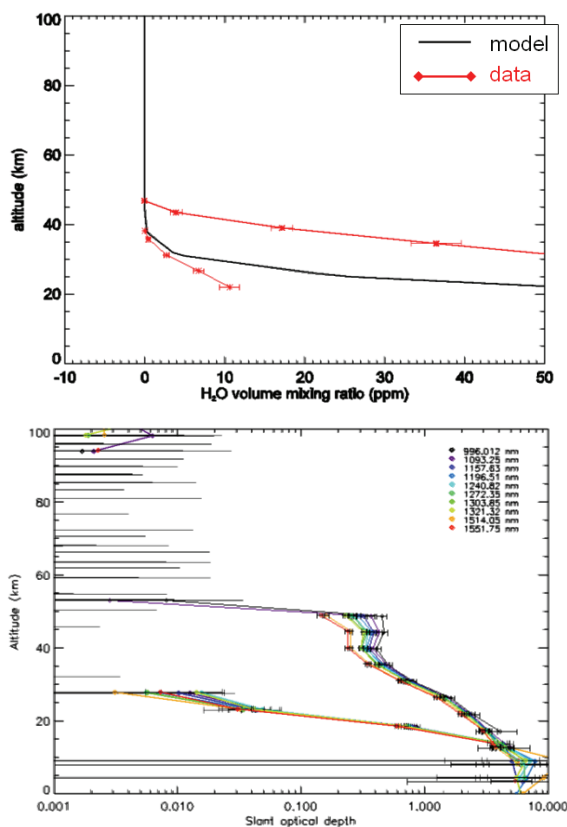 100
80
60
40
20
0
altitude (km)
model
data
-10 0 10 20 30 40 50
H₂O volume mixing ratio (ppm)
100
80
60
40
20
0
Altitude (km)
996.012 nm
1093.25 nm
1157.63 nm
1196.51 nm
1240.82 nm
1272.35 nm
1303.85 nm
1321.32 nm
1514.05 nm
1551.75 nm
0.001 0.010 0.100 1.000 10.000
Slant optical depth